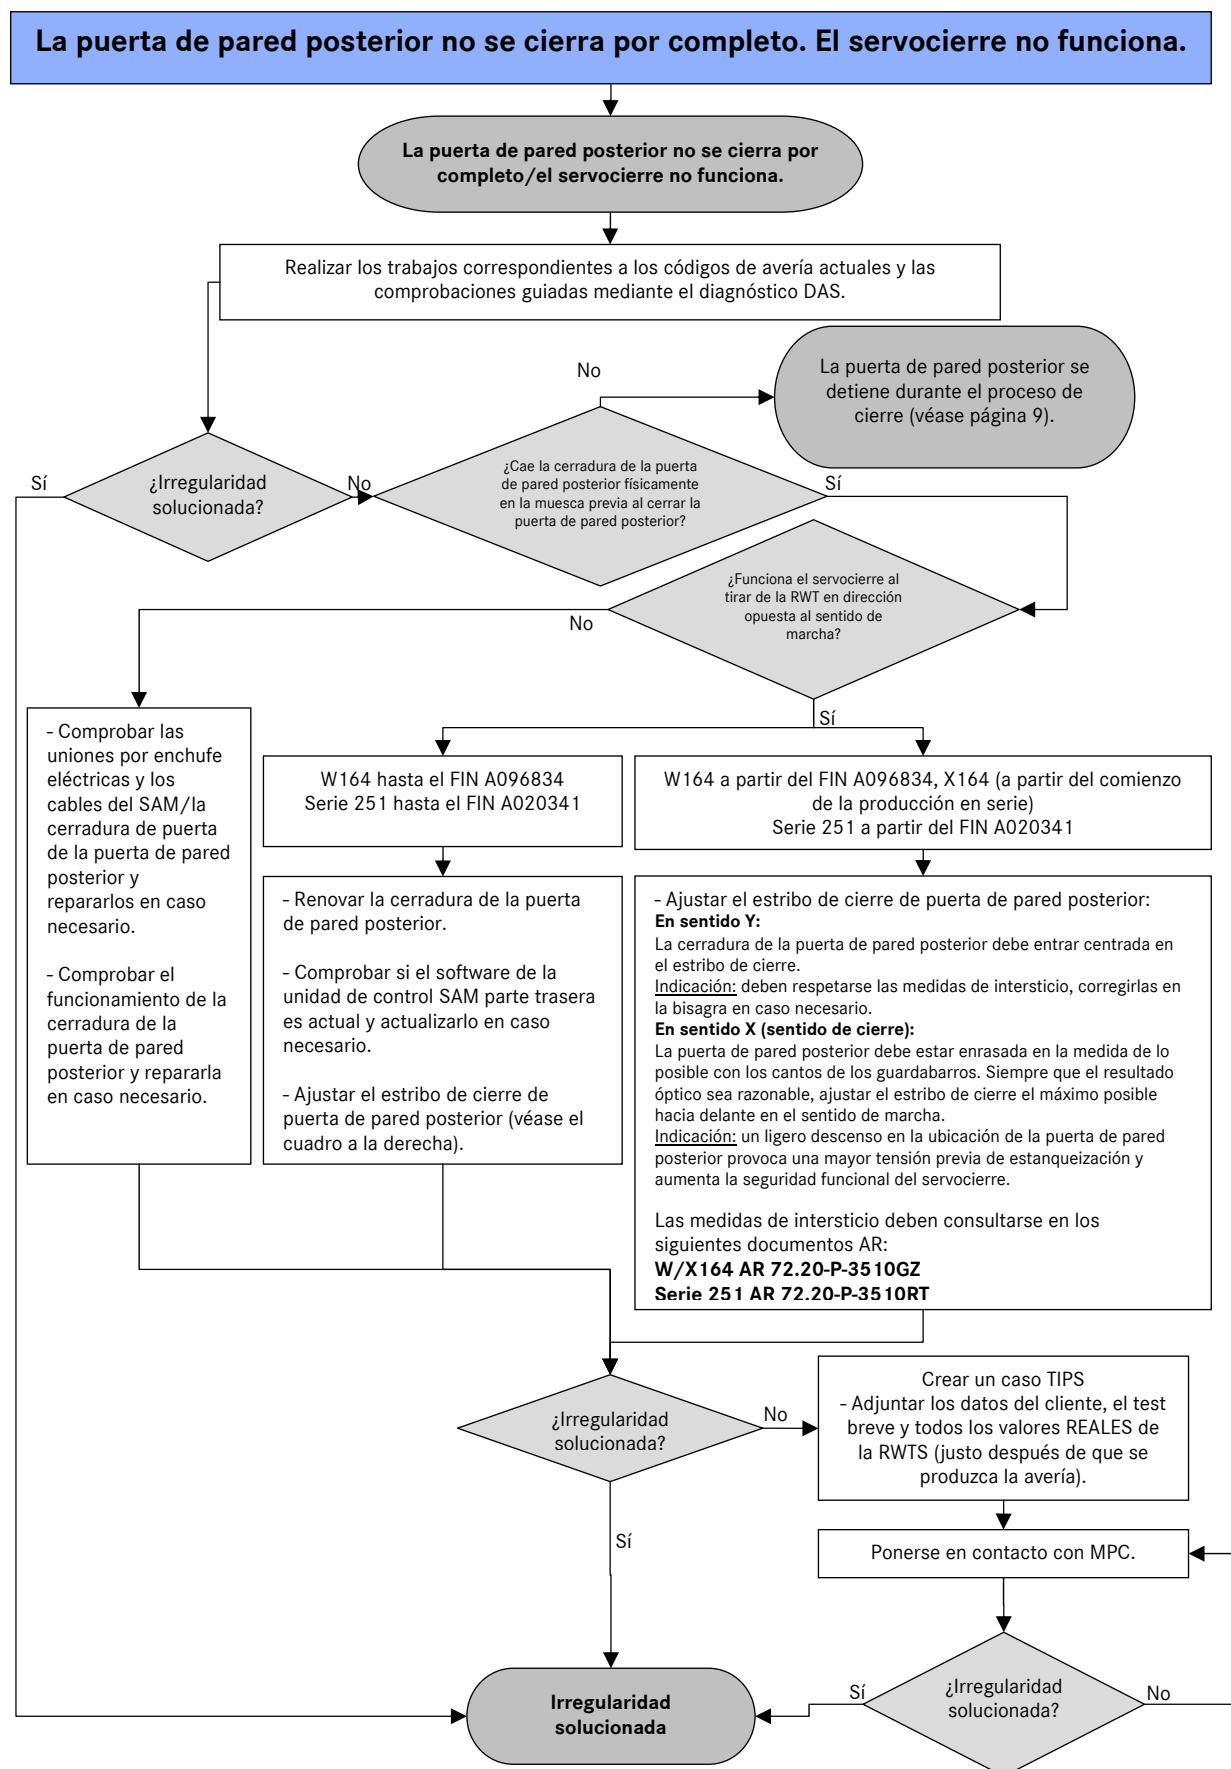 La puerta de pared posterior no se cierra por completo. El servocierre no funciona.
La puerta de pared posterior no se cierra por
completo/el servocierre no funciona.
Realizar los trabajos correspondientes a los códigos de avería actuales y las
comprobaciones guiadas mediante el diagnóstico DAS.
No
La puerta de pared posterior se
detiene durante el proceso de
cierre (véase página 9).
Sí
¿Irregularidad
solucionada?
No
¿Cae la cerradura de la puerta
de pared posterior físicamente
en la muesca previa al cerrar la
puerta de pared posterior?
Sí
¿Funciona el servocierre al
tirar de la RWT en dirección
opuesta al sentido de
marcha?
No
Sí
- Comprobar las
uniones por enchufe
eléctricas y los
cables del SAM/la
cerradura de puerta
de la puerta de pared
posterior y
repararlos en caso
necesario.
- Comprobar el
funcionamiento de la
cerradura de la
puerta de pared
posterior y repararla
en caso necesario.
W164 hasta el FIN A096834
Serie 251 hasta el FIN A020341
- Renovar la cerradura de la puerta
de pared posterior.
- Comprobar si el software de la
unidad de control SAM parte trasera
es actual y actualizarlo en caso
necesario.
- Ajustar el estribo de cierre de
puerta de pared posterior (véase el
cuadro a la derecha).
W164 a partir del FIN A096834, X164 (a partir del comienzo
de la producción en serie)
Serie 251 a partir del FIN A020341
- Ajustar el estribo de cierre de puerta de pared posterior:
En sentido Y:
La cerradura de la puerta de pared posterior debe entrar centrada en
el estribo de cierre.
Indicación: deben respetarse las medidas de intersticio, corregirlas en
la bisagra en caso necesario.
En sentido X (sentido de cierre):
La puerta de pared posterior debe estar enrasada en la medida de lo
posible con los cantos de los guardabarros. Siempre que el resultado
óptico sea razonable, ajustar el estribo de cierre el máximo posible
hacia delante en el sentido de marcha.
Indicación: un ligero descenso en la ubicación de la puerta de pared
posterior provoca una mayor tensión previa de estanqueización y
aumenta la seguridad funcional del servocierre.
Las medidas de intersticio deben consultarse en los
siguientes documentos AR:
W/X164 AR 72.20-P-3510GZ
Serie 251 AR 72.20-P-3510RT
¿Irregularidad
solucionada?
No
Crear un caso TIPS
- Adjuntar los datos del cliente, el test
breve y todos los valores REALES de
la RWTS (justo después de que se
produzca la avería).
Sí
Ponerse en contacto con MPC.
Irregularidad
solucionada
Sí
¿Irregularidad
solucionada?
No